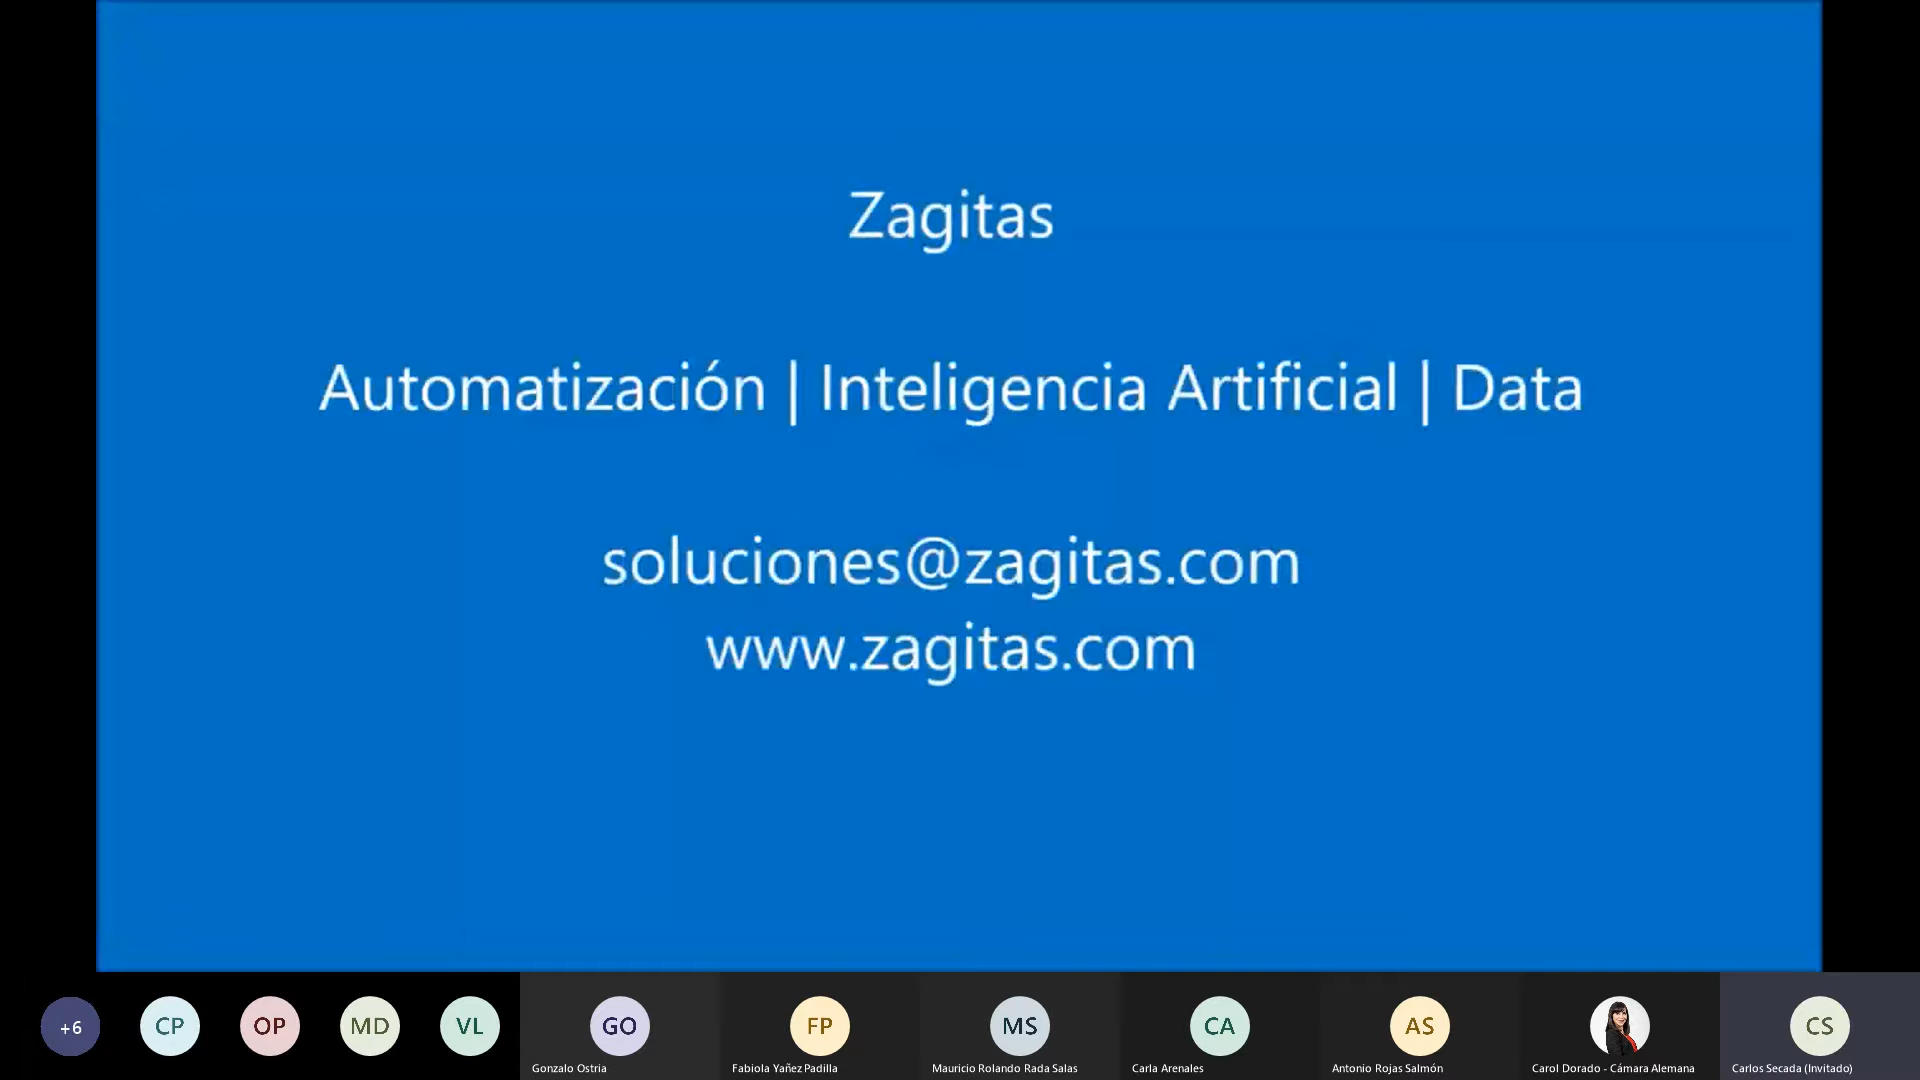 Zagitas
Automatización | Inteligencia Artificial | Data
soluciones@zagitas.com
www.zagitas.com
+6
CP
OP
MD
VL
GO
FP
MS
CA
AS
CS
Gonzalo Ostria
Fabiola Yañez Padilla
Mauricio Rolando Rada Salas
Carla Arenales
Antonio Rojas Salmón
Carol Dorado - Cámara Alemana
Carlos Secada (Invitado)